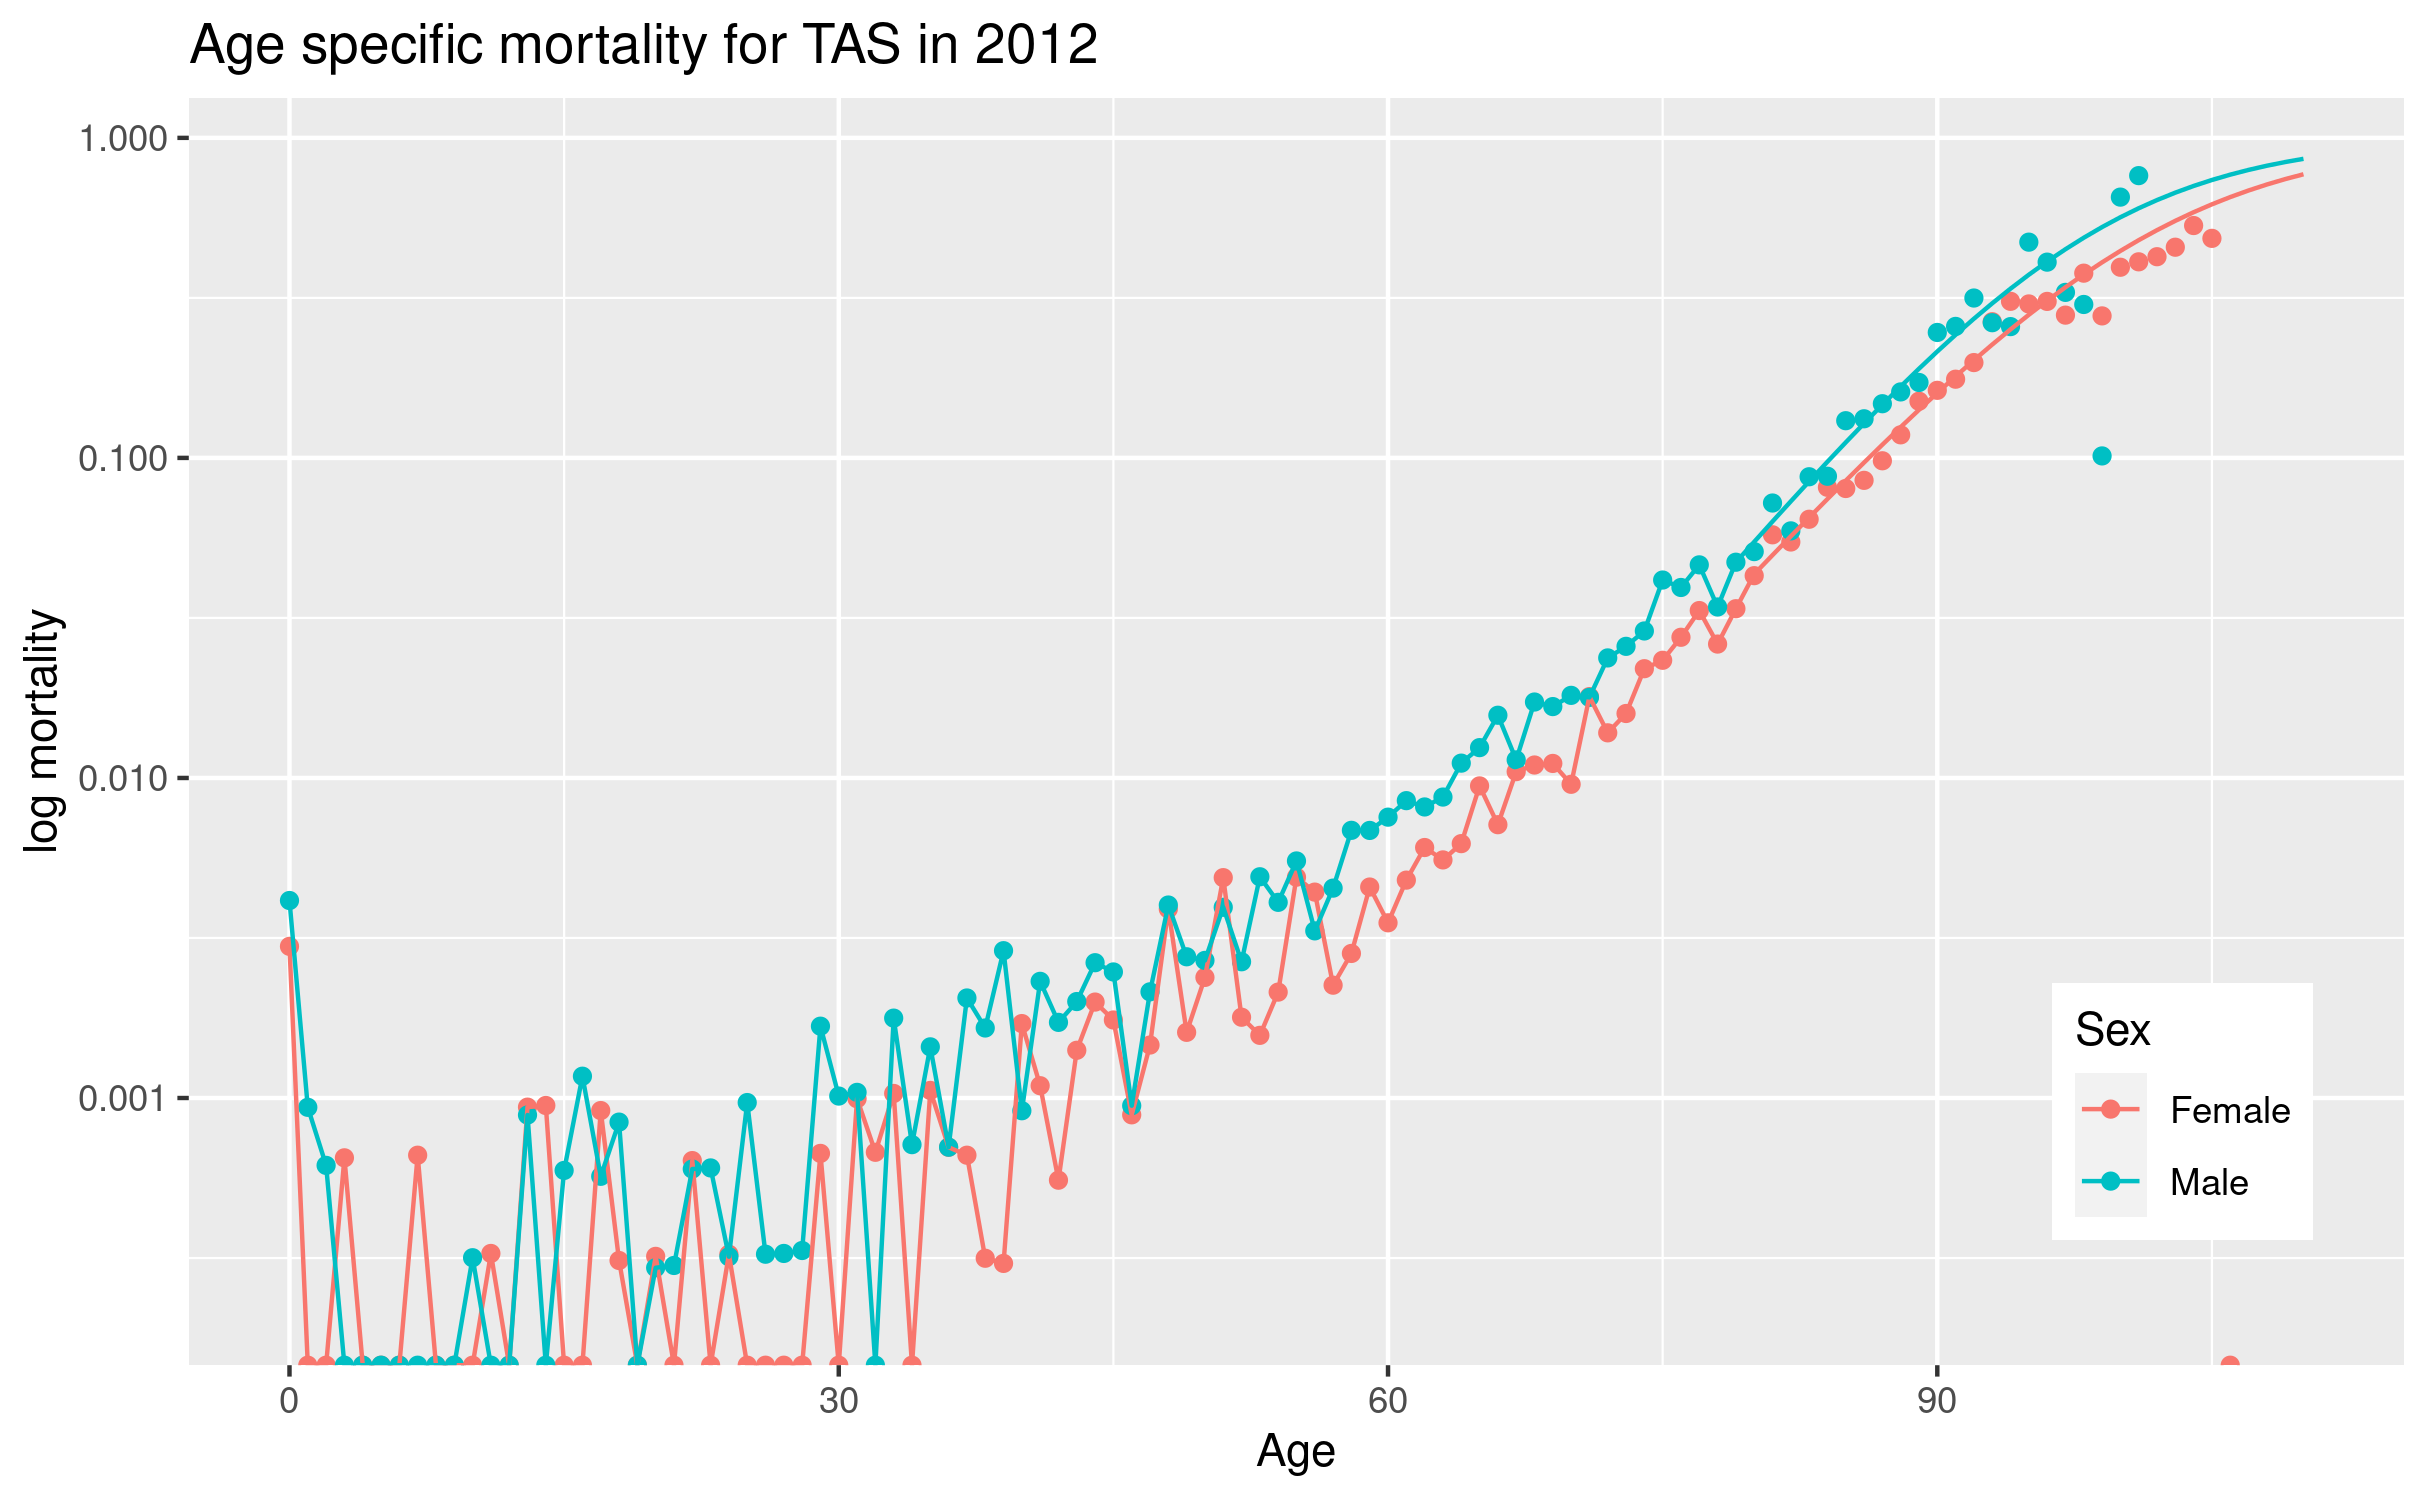 Age specific mortality for TAS in 2012
log mortality
1.000
0.100
0.010
0.001
Sex
Female
Male
0 30 60 90
Age